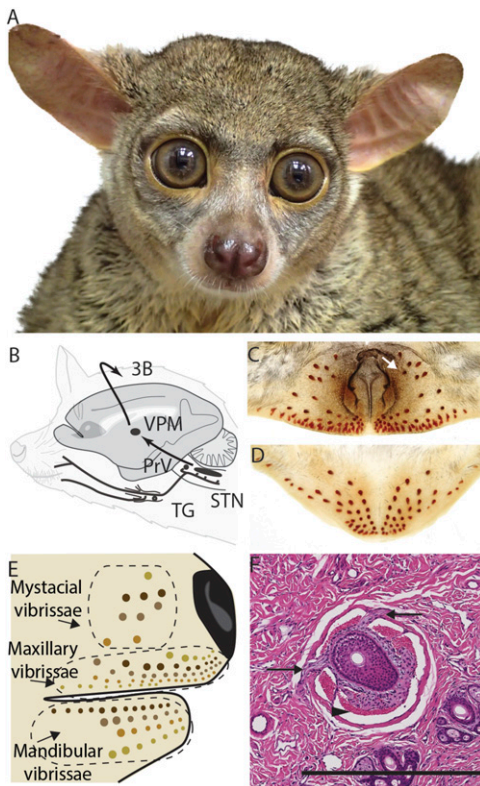 A
B
3B
VPM
PrV
STN
TG
C
D
E
Mystacial
vibrissae
Maxillary
vibrissae
Mandibular
vibrissae
F